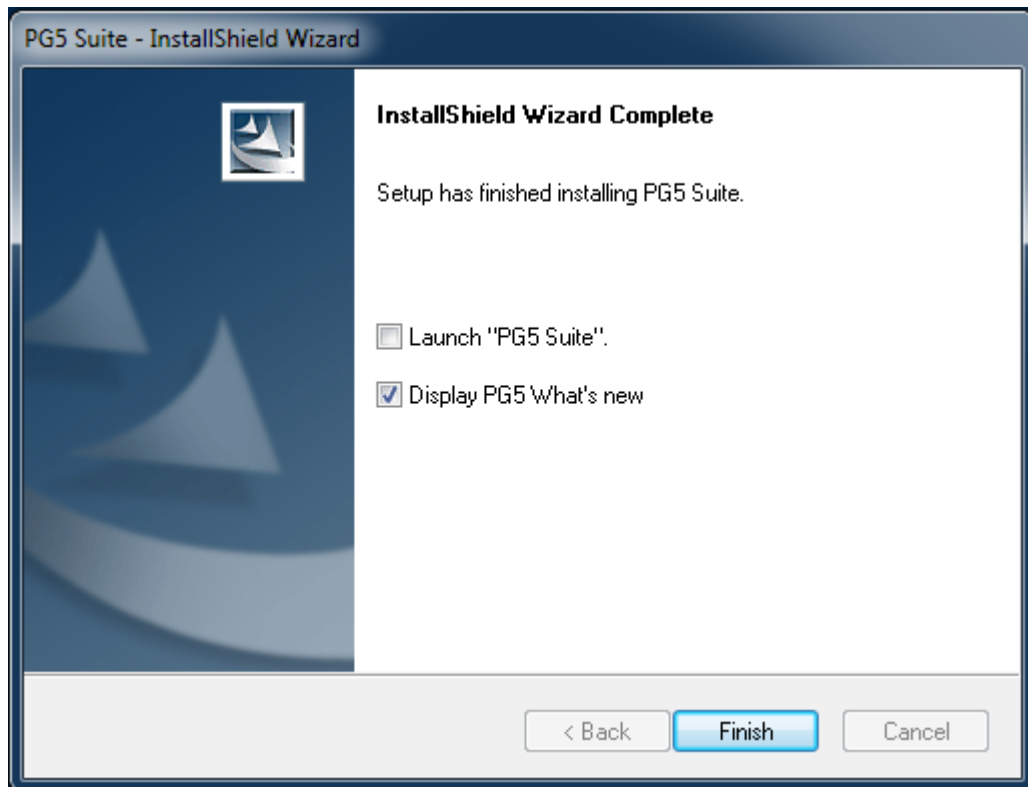 PG5 Suite - InstallShield Wizard
InstallShield Wizard Complete
Setup has finished installing PG5 Suite.
Launch "PG5 Suite".
Display PG5 What's new
< Back
Finish
Cancel